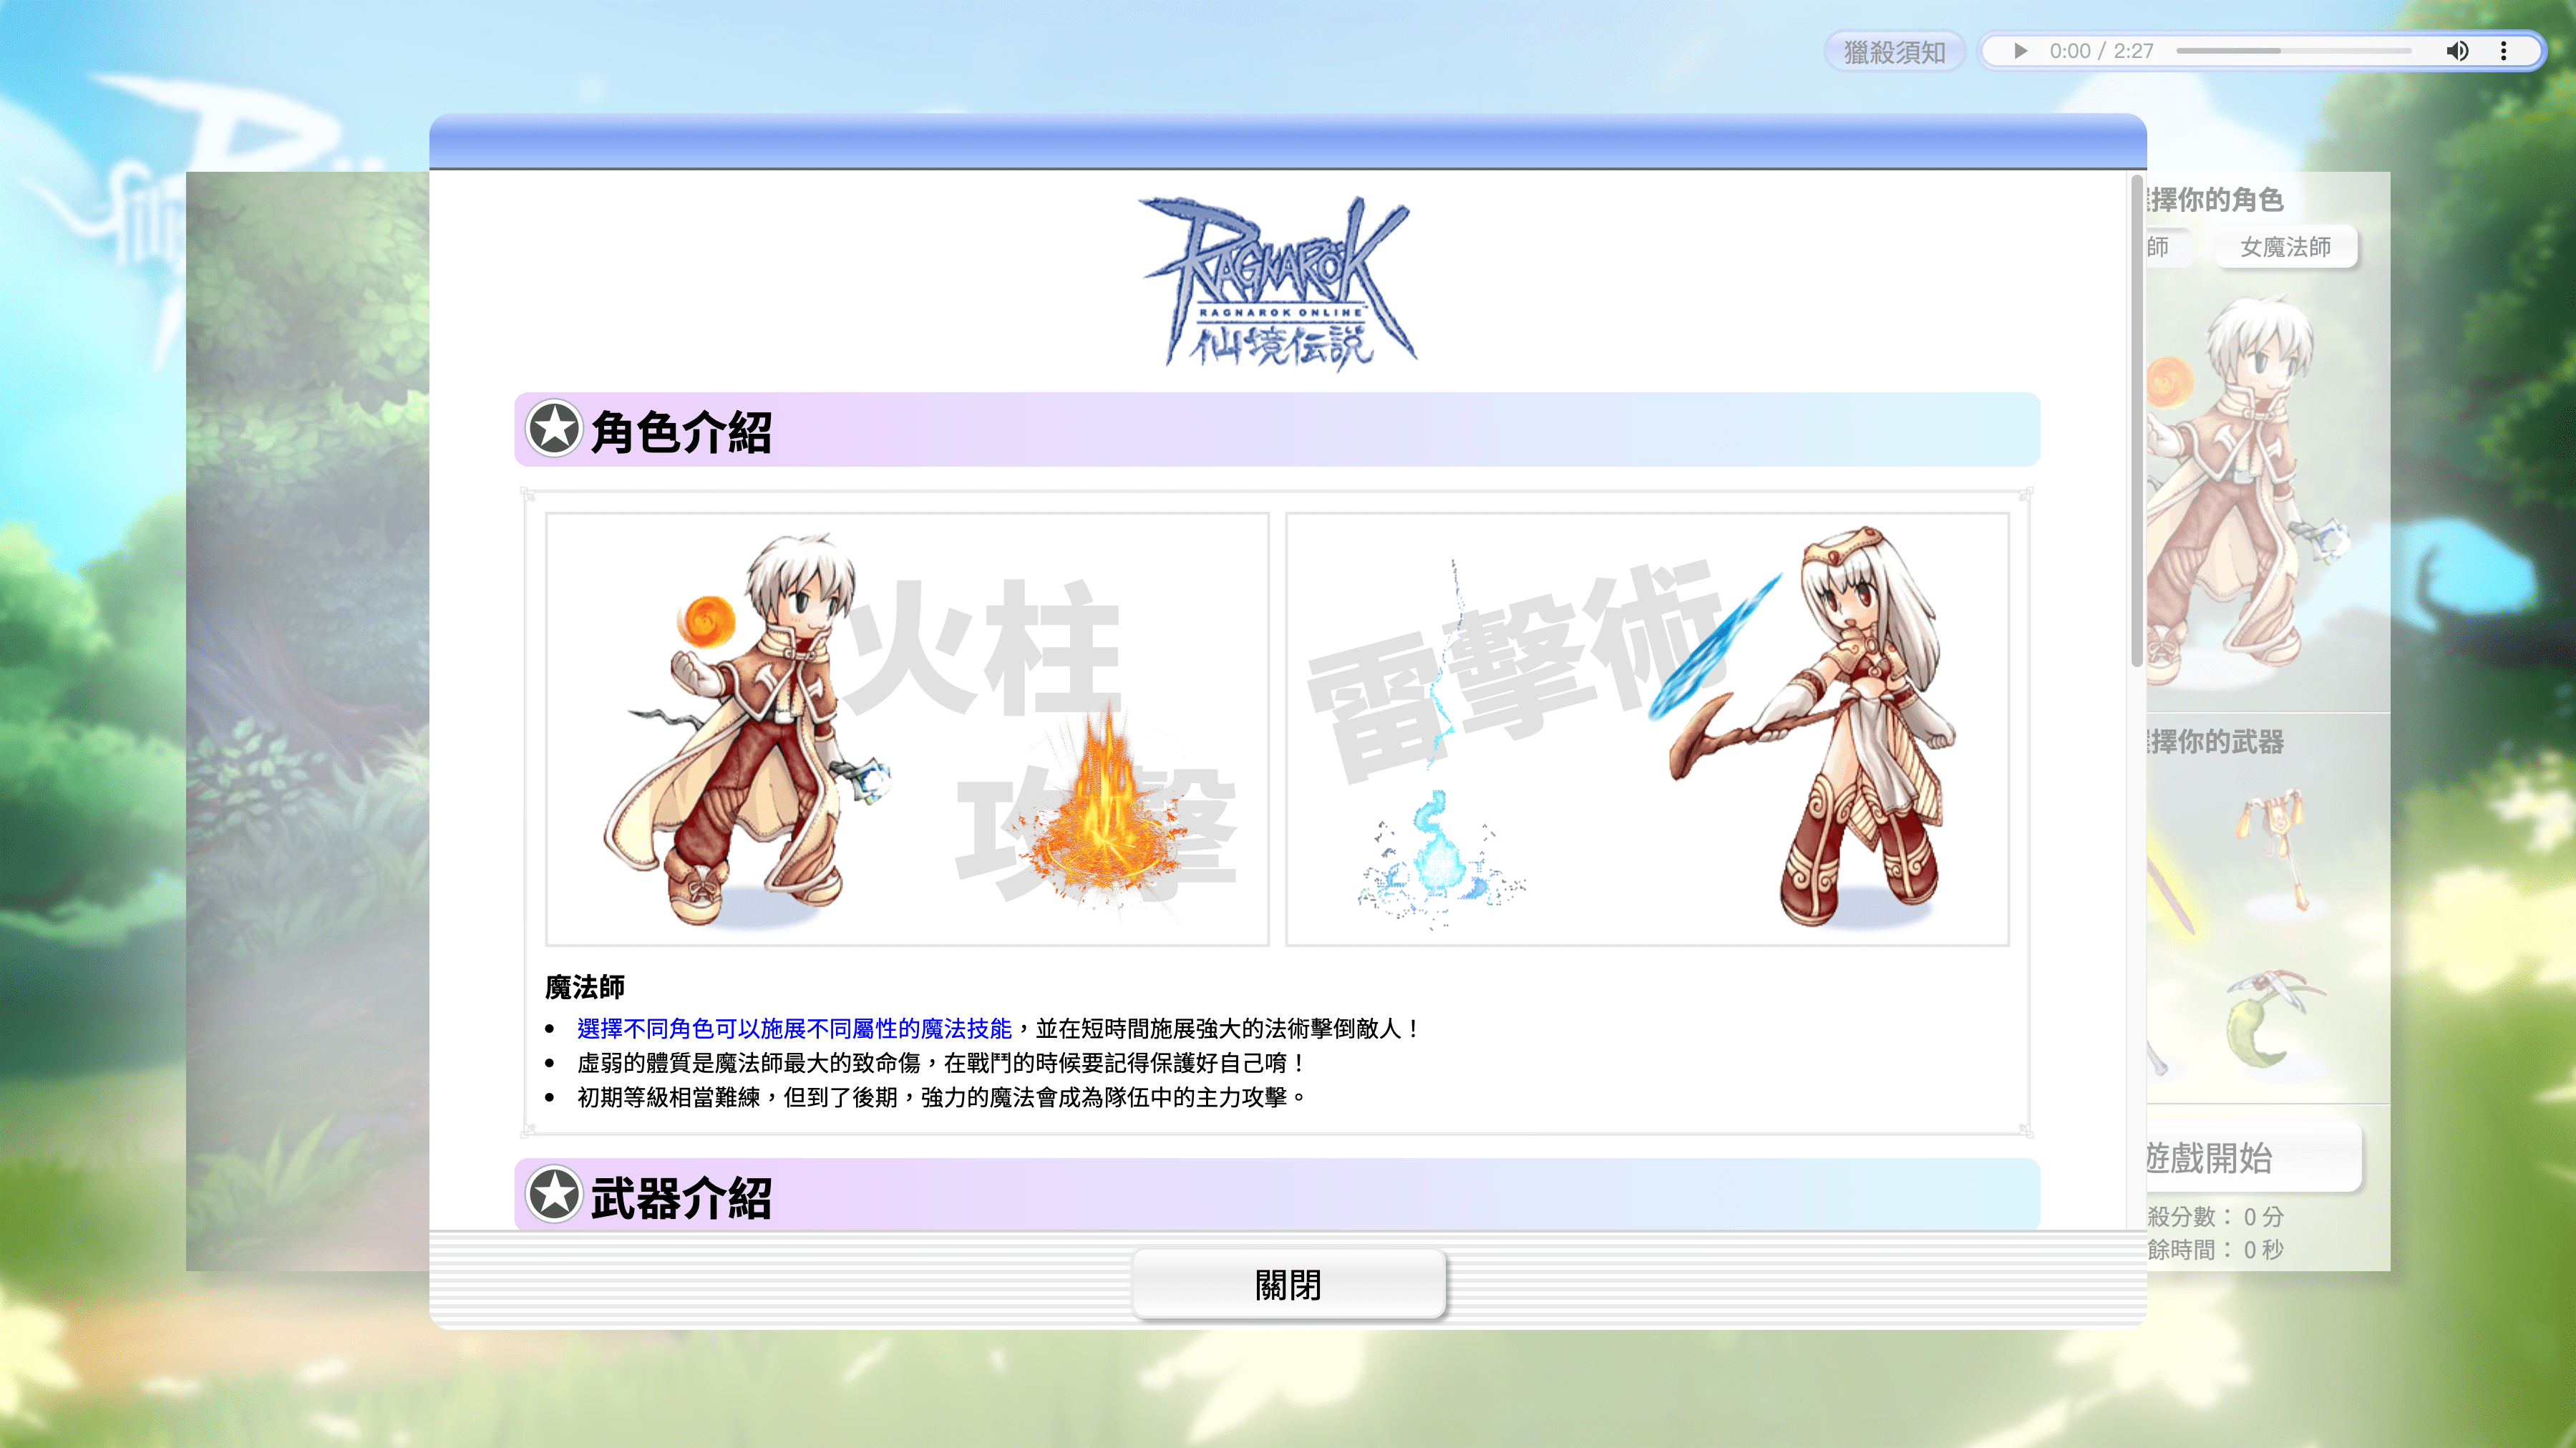 獵殺須知
0:00 / 2:27
RAGNARÖK
RAGNAROK ONLINE
仙境伝説
擇你的角色
師
女魔法師
角色介紹
火柱
攻擊
雷擊術
擇你的武器
魔法師
• 選擇不同角色可以施展不同屬性的魔法技能，並在短時間施展強大的法術擊倒敵人！
• 虛弱的體質是魔法師最大的致命傷，在戰鬥的時候要記得保護好自己唷！
• 初期等級相當難練，但到了後期，強力的魔法會成為隊伍中的主力攻擊。
武器介紹
遊戲開始
殺分數： 0 分
餘時間： 0 秒
關閉